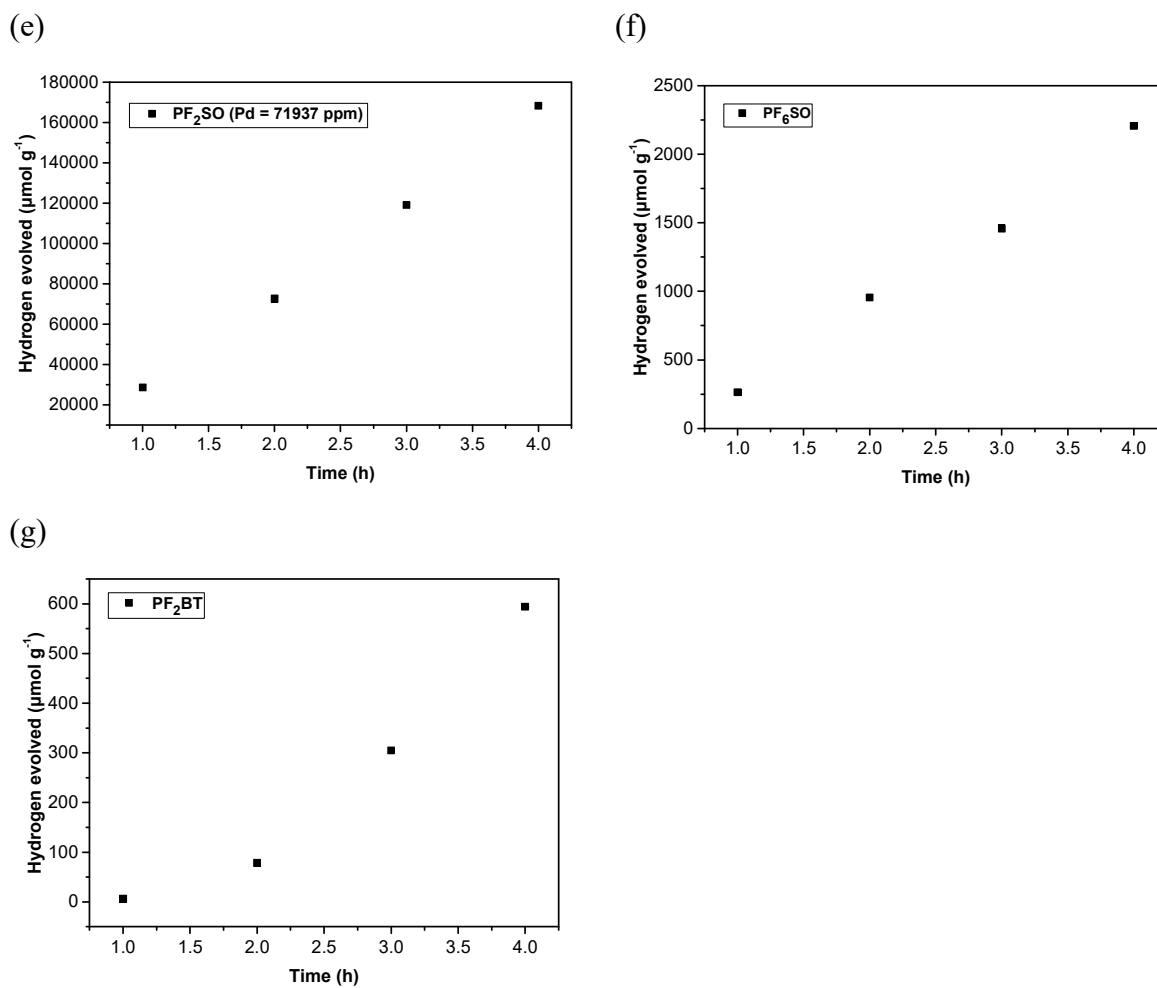 (e)
(f)
180000
160000
140000
120000
100000
80000
60000
40000
20000
Hydrogen evolved (µmol g⁻¹)
PF₂SO (Pd = 71937 ppm)
1.0 1.5 2.0 2.5 3.0 3.5 4.0
Time (h)
2500
2000
1500
1000
500
0
Hydrogen evolved (µmol g⁻¹)
PF₆SO
1.0 1.5 2.0 2.5 3.0 3.5 4.0
Time (h)
(g)
600
500
400
300
200
100
0
Hydrogen evolved (µmol g⁻¹)
PF₂BT
1.0 1.5 2.0 2.5 3.0 3.5 4.0
Time (h)